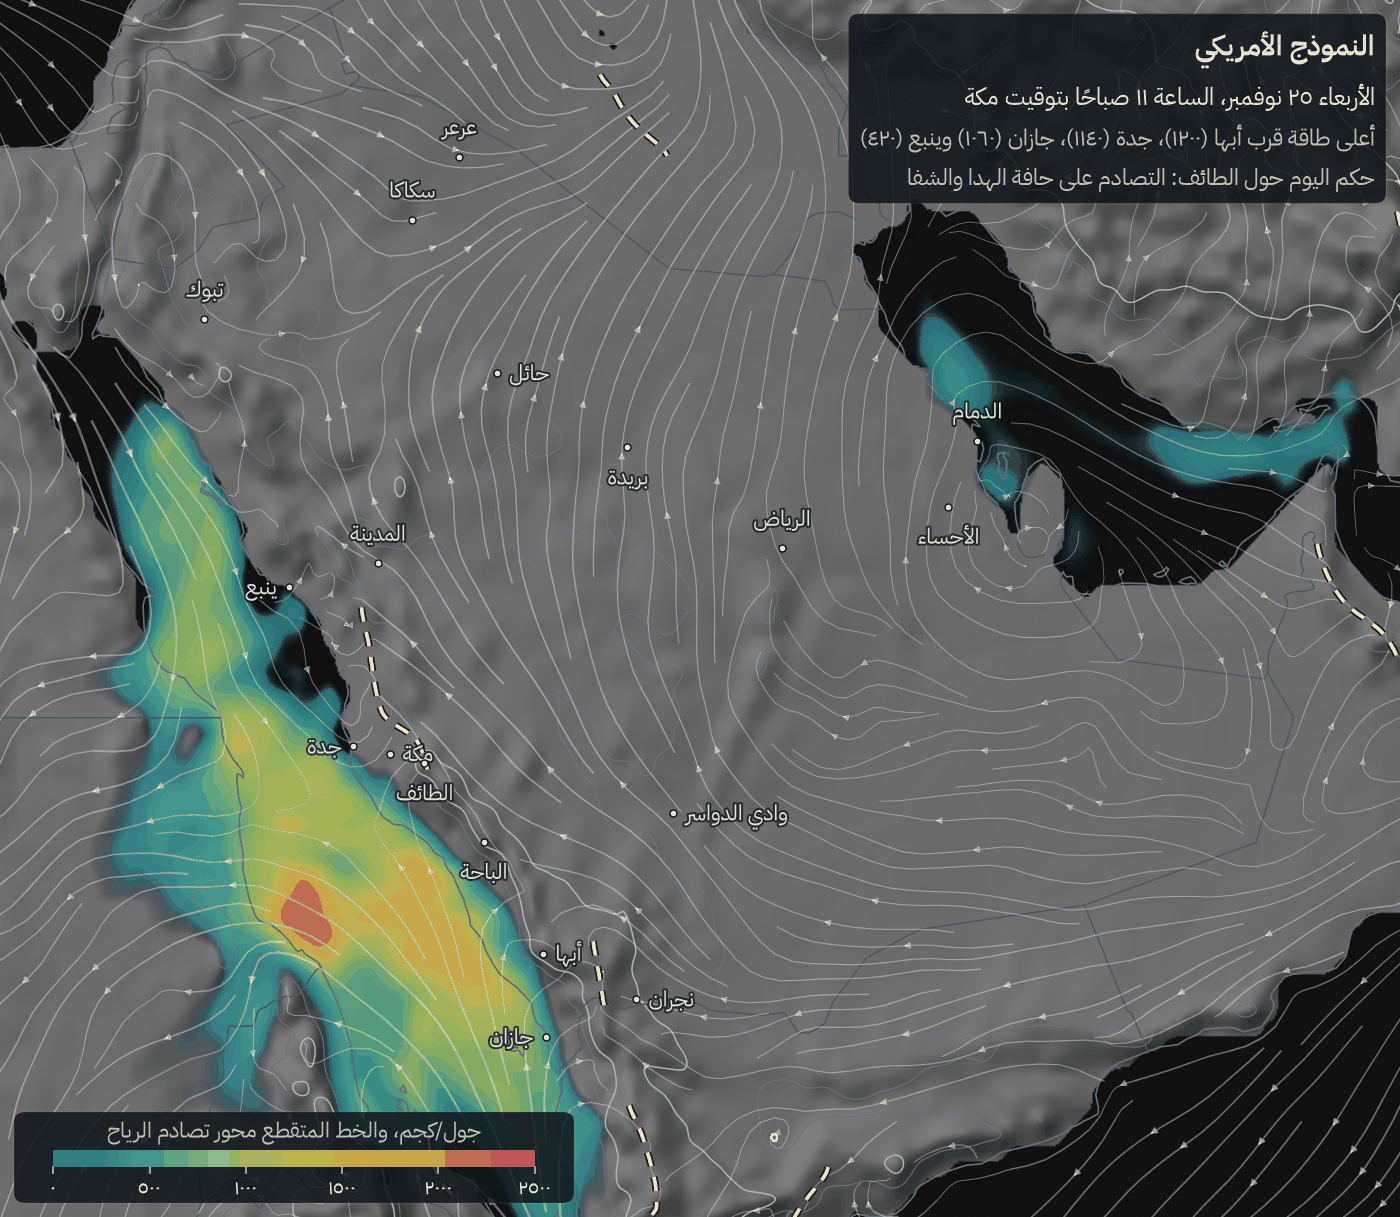 النموذج الأمريكي
الأربعاء ٢٥ نوفمبر، الساعة ١١ صباحًا بتوقيت مكة
أعلى طاقة قرب أبها (١٢٠٠)، جدة (١١٤٠)، جازان (١٠٦٠) وينبع (٤٢٠)
حكم اليوم حول الطائف: التصادم على حافة الهدا والشفا
عرعر
سكاكا
تبوك
حائل
الدمام
بريدة
الرياض
الأحساء
المدينة
ينبع
جدة
مكة
الطائف
وادي الدواسر
الباحة
أبها
نجران
جازان
جول/كجم، والخط المتقطع محور تصادم الرياح
٠ ٥٠٠ ١٠٠٠ ١٥٠٠ ٢٠٠٠ ٢٥٠٠